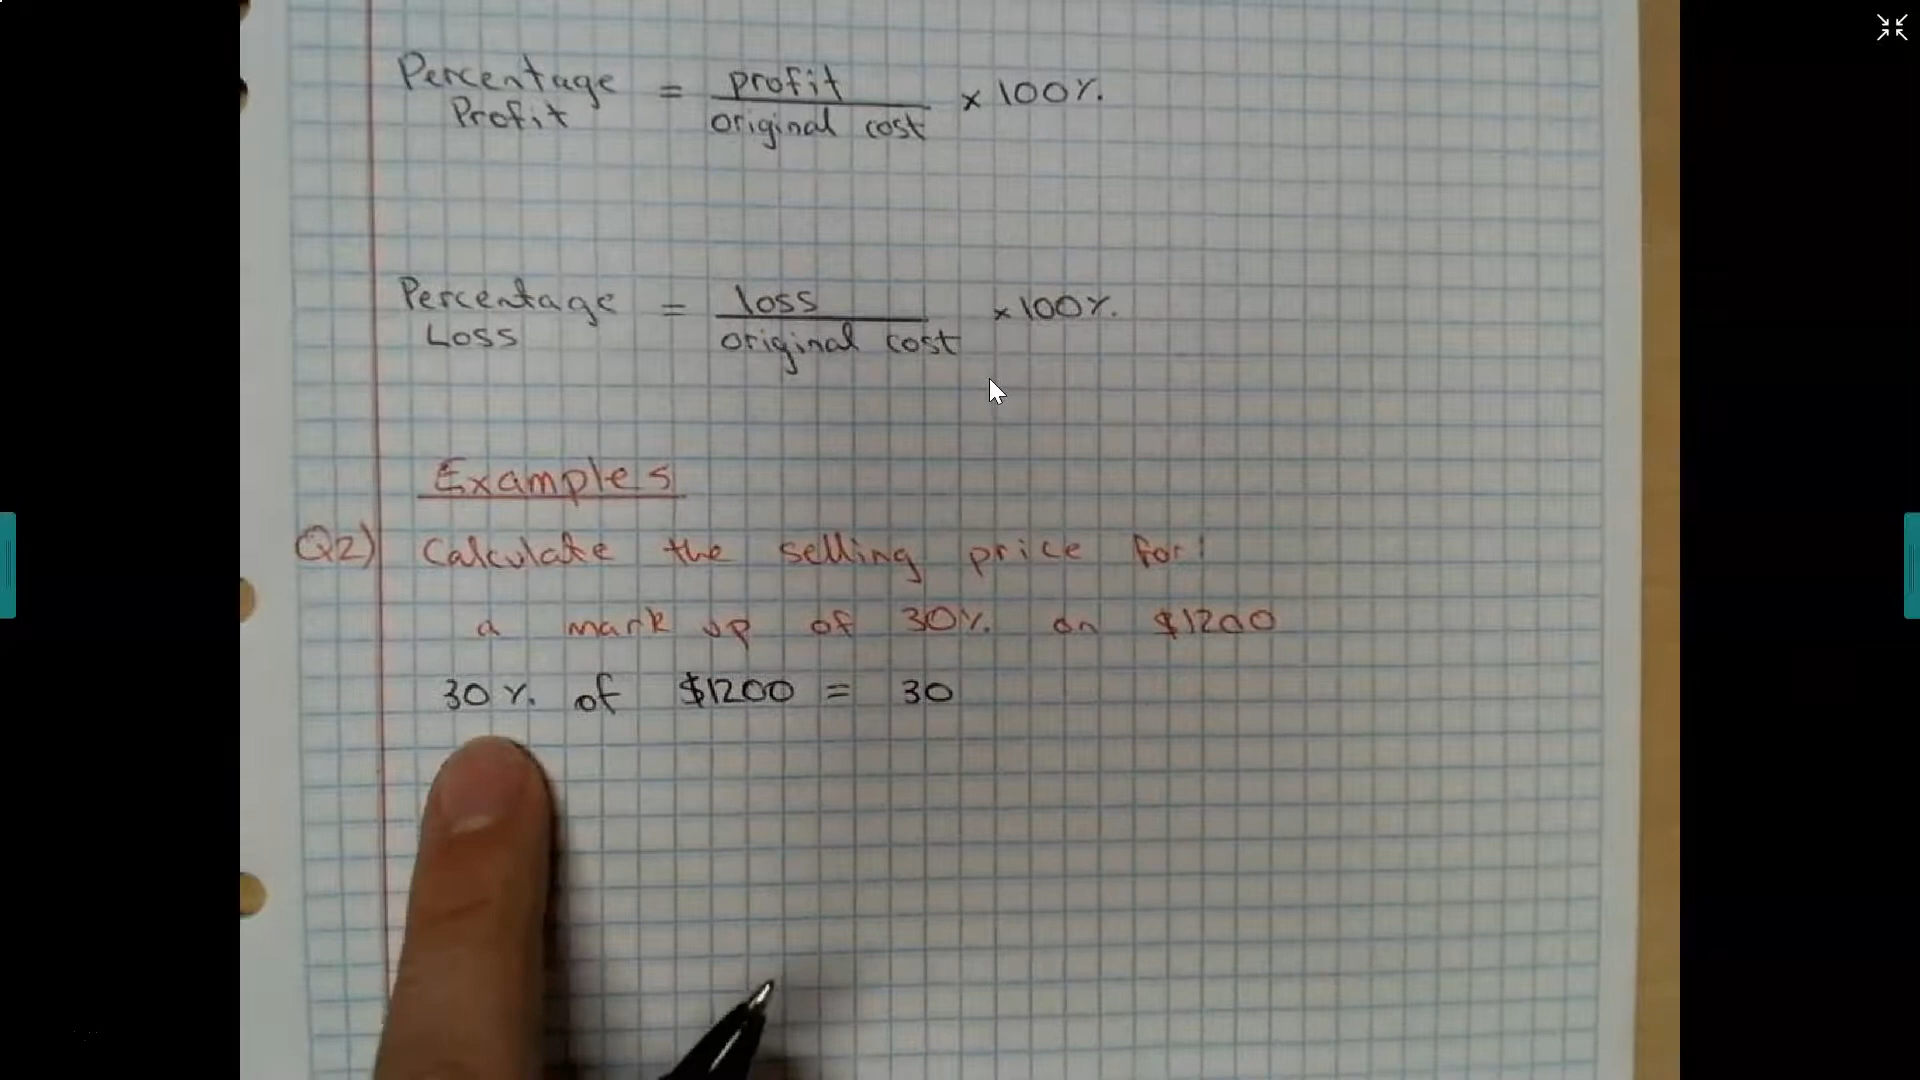 Percentage Profit = profit / original cost × 100%
Percentage Loss = loss / original cost × 100%
Examples
Q2) Calculate the selling price for:
a mark up of 30% on $1200
30% of $1200 = 30